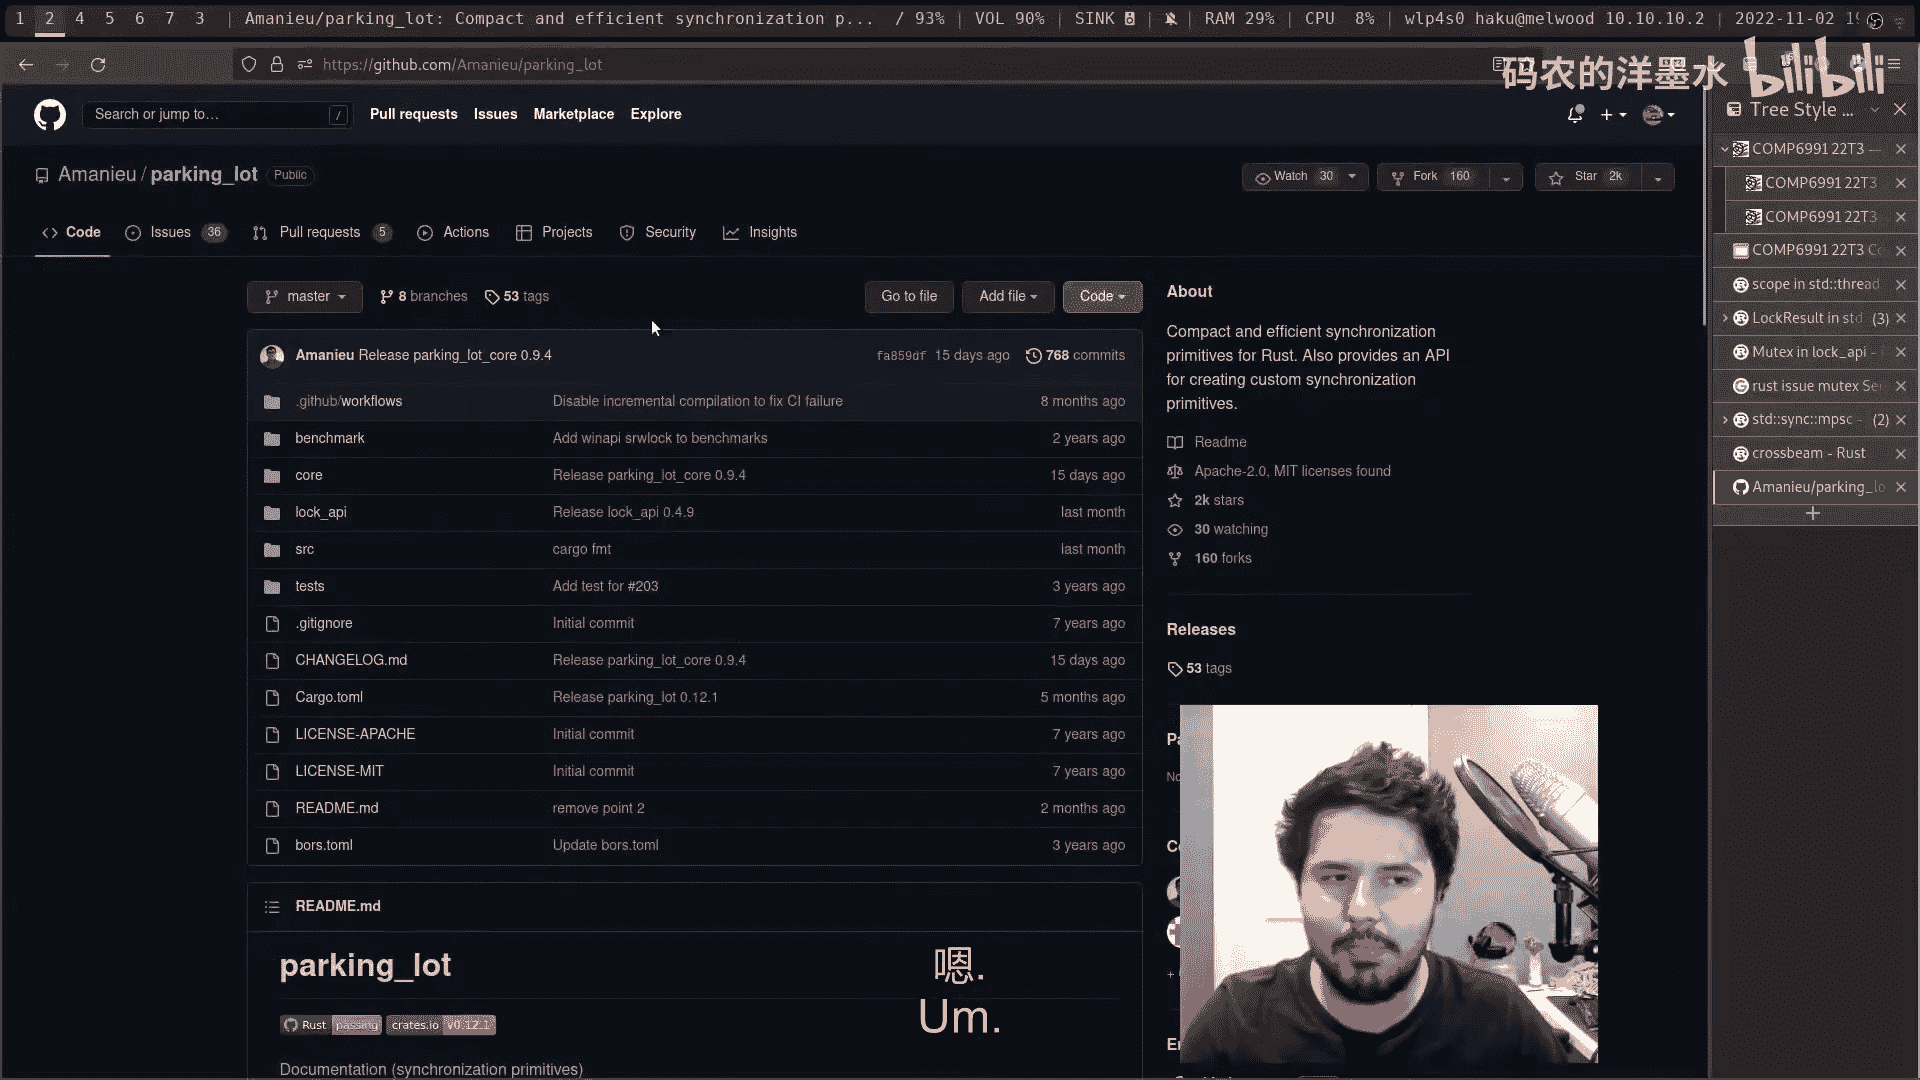 1 2 4 5 6 7 3 | Amanieu/parking_lot: Compact and efficient synchronization p... / 93% | VOL 90% | SINK | RAM 29% | CPU 8% | wlp4s0 haku@melwood 10.10.10.2 | 2022-11-02
https://github.com/Amanieu/parking_lot
码农的洋墨水 bilibili
Search or jump to… /
Pull requests Issues Marketplace Explore
Tree Style ...
Amanieu / parking_lot Public
Watch 30 Fork 160 Star 2k
Code Issues 36 Pull requests 5 Actions Projects Security Insights
master 8 branches 53 tags Go to file Add file Code
Amanieu Release parking_lot_core 0.9.4 fa859df 15 days ago 768 commits
.github/workflows Disable incremental compilation to fix CI failure 8 months ago
benchmark Add winapi srwlock to benchmarks 2 years ago
core Release parking_lot_core 0.9.4 15 days ago
lock_api Release lock_api 0.4.9 last month
src cargo fmt last month
tests Add test for #203 3 years ago
.gitignore Initial commit 7 years ago
CHANGELOG.md Release parking_lot_core 0.9.4 15 days ago
Cargo.toml Release parking_lot 0.12.1 5 months ago
LICENSE-APACHE Initial commit 7 years ago
LICENSE-MIT Initial commit 7 years ago
README.md remove point 2 2 months ago
bors.toml Update bors.toml 3 years ago
README.md
parking_lot
Rust passing crates.io v0.12.1
Documentation (synchronization primitives)
About
Compact and efficient synchronization
primitives for Rust. Also provides an API
for creating custom synchronization
primitives.
Readme
Apache-2.0, MIT licenses found
2k stars
30 watching
160 forks
Releases
53 tags
COMP6991 22T3 —
COMP6991 22T3
COMP6991 22T3
COMP6991 22T3
scope in std::thread
LockResult in std (3)
Mutex in lock_api -
rust issue mutex
std::sync::mpsc - (2)
crossbeam - Rust
Amanieu/parking_lo
嗯.
Um.